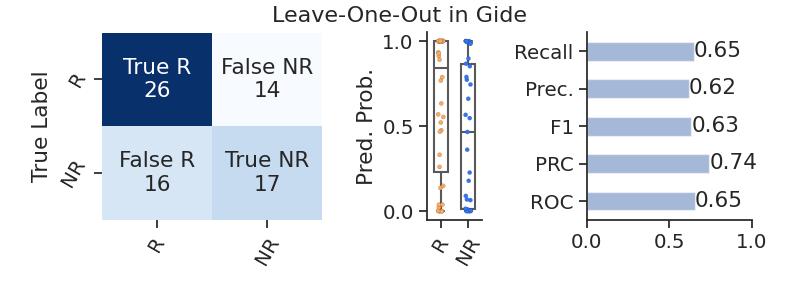 Leave-One-Out in Gide
True Label
R
NR
True R
26
False NR
14
False R
16
True NR
17
R
NR
Pred. Prob.
1.0
0.5
0.0
R
NR
Recall
Prec.
F1
PRC
ROC
0.65
0.62
0.63
0.74
0.65
0.0
0.5
1.0